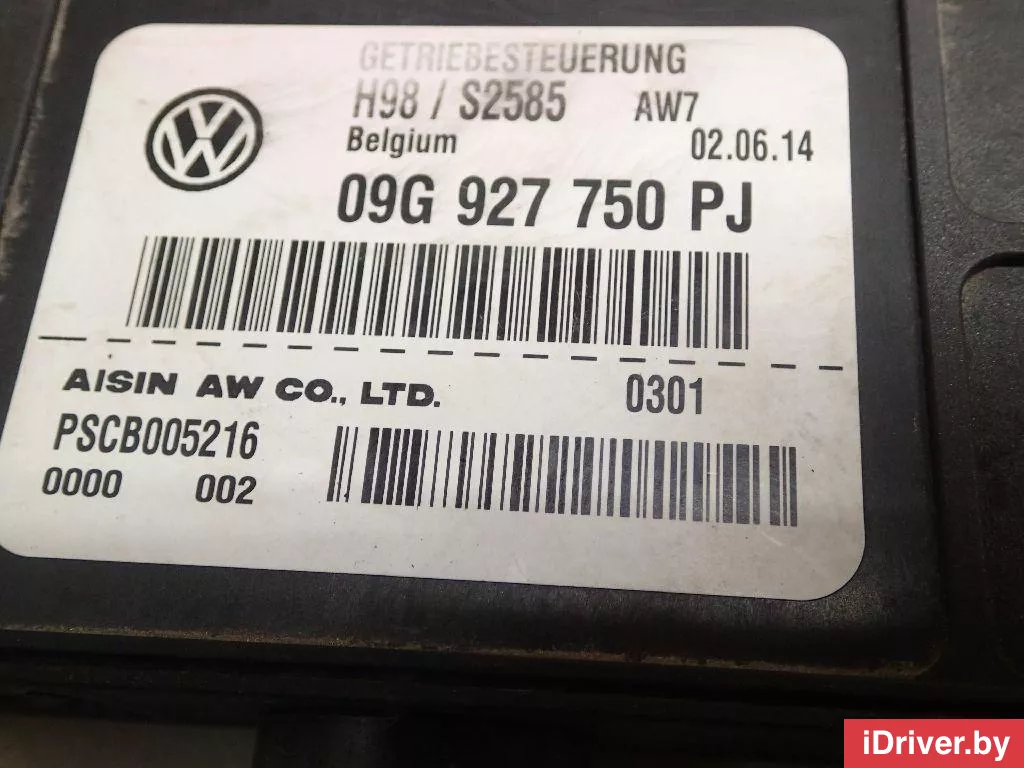 GETRIEBESTEUERUNG
H98 / S2585 AW7
Belgium 02.06.14
09G 927 750 PJ
AISIN AW CO., LTD. 0301
PSCB005216
0000 002
iDriver.by